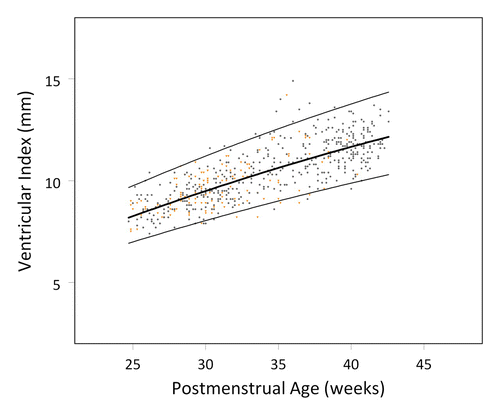 15
10
5
Ventricular Index (mm)
25 30 35 40 45
Postmenstrual Age (weeks)